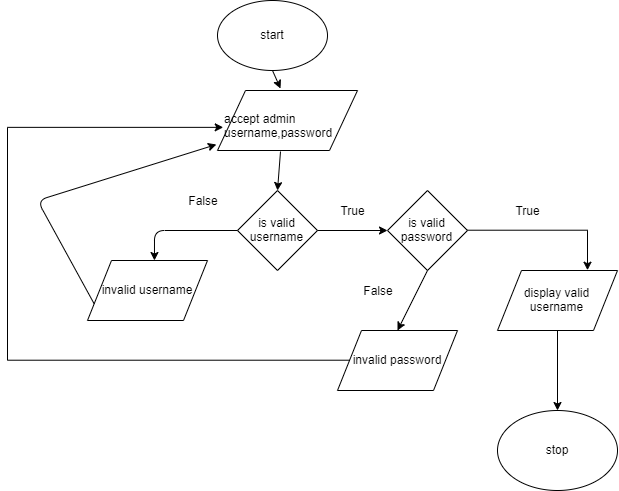 start
accept admin
username,password
False
is valid
username
True
is valid
password
True
invalid username
False
display valid
username
invalid password
stop